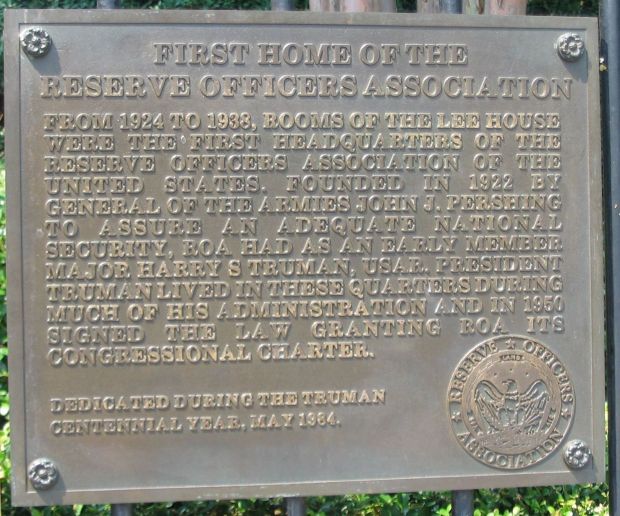 FIRST HOME OF THE
RESERVE OFFICERS ASSOCIATION
FROM 1924 TO 1938, ROOMS OF THE LEE HOUSE
WERE THE FIRST HEADQUARTERS OF THE
RESERVE OFFICERS ASSOCIATION OF THE
UNITED STATES. FOUNDED IN 1922 BY
GENERAL OF THE ARMIES JOHN J. PERSHING
TO ASSURE AN ADEQUATE NATIONAL
SECURITY, ROA HAD AS AN EARLY MEMBER
MAJOR HARRY S TRUMAN, USAR. PRESIDENT
TRUMAN LIVED IN THESE QUARTERS DURING
MUCH OF HIS ADMINISTRATION AND IN 1950
SIGNED THE LAW GRANTING ROA ITS
CONGRESSIONAL CHARTER.
DEDICATED DURING THE TRUMAN
CENTENNIAL YEAR, MAY 1984.
RESERVE OFFICERS
ASSOCIATION